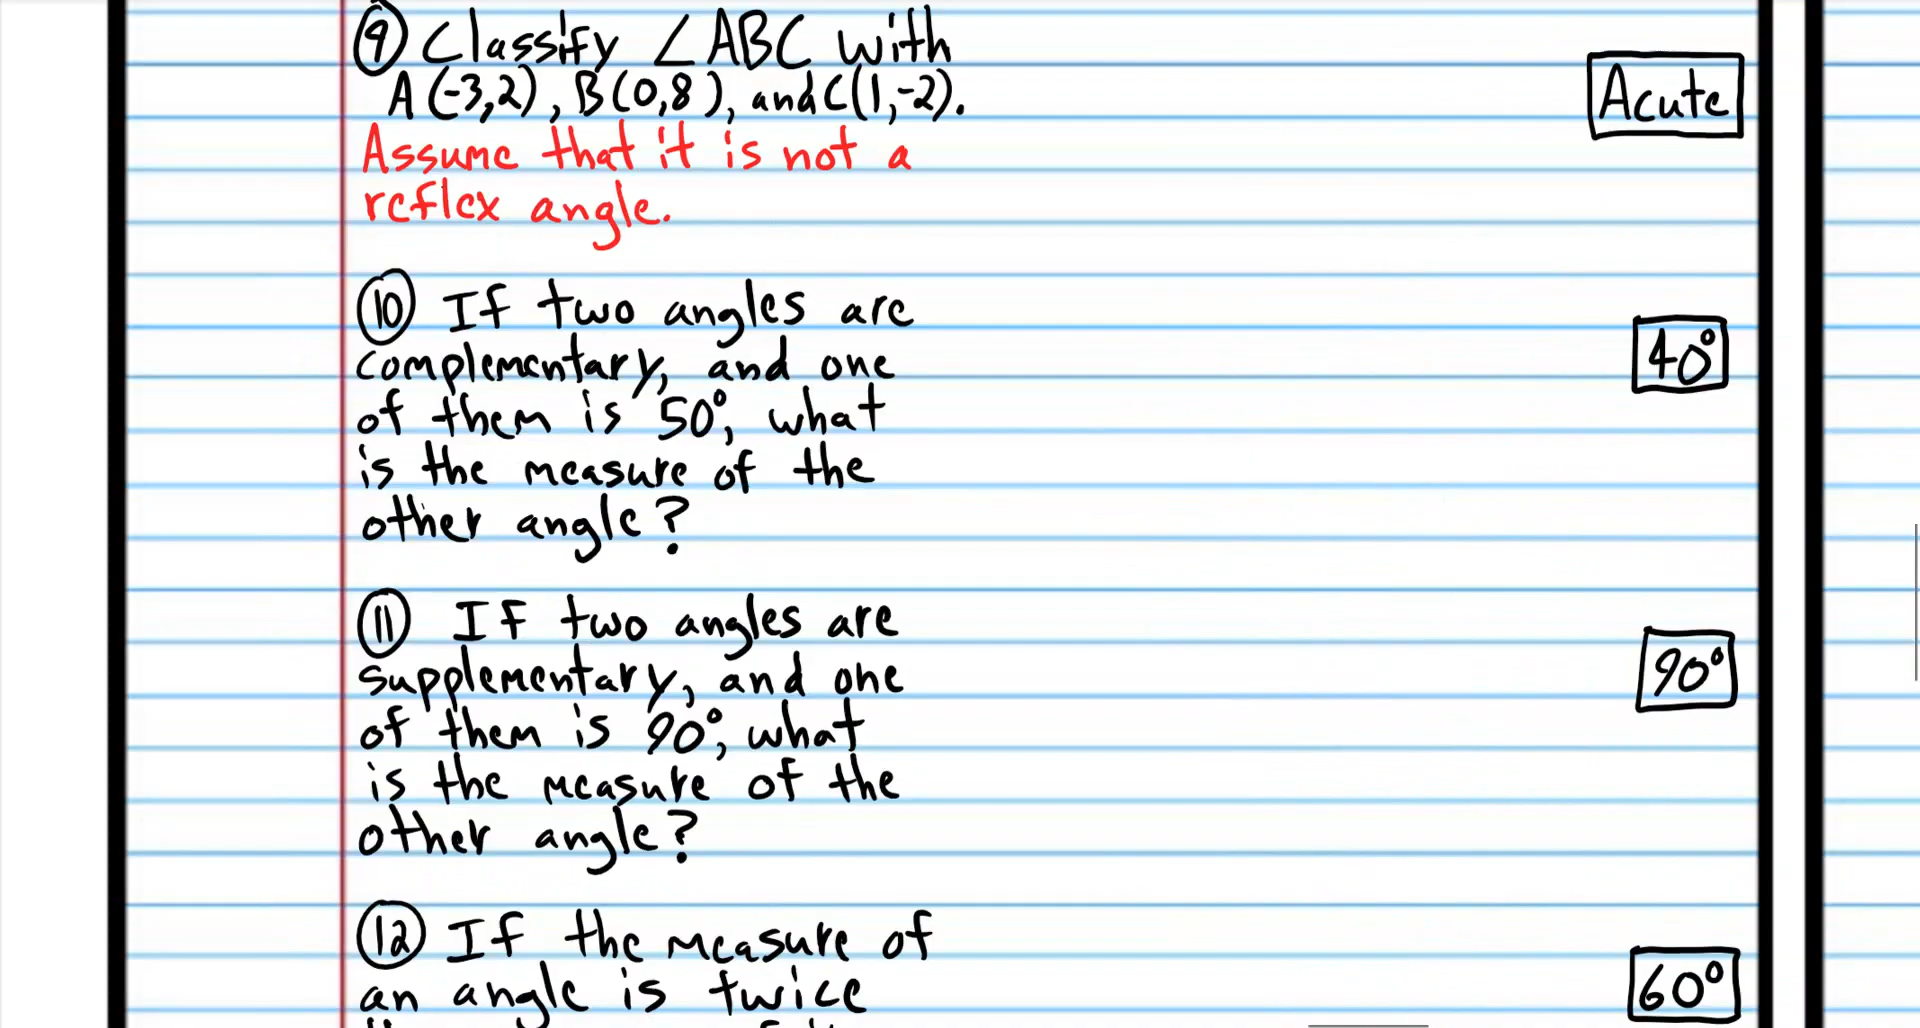 ⑨ Classify ∠ABC with
A(-3,2), B(0,8), and C(1,-2).
Assume that it is not a
reflex angle.
Acute
⑩ If two angles are
complementary, and one
of them is 50°, what
is the measure of the
other angle?
40°
⑪ If two angles are
supplementary, and one
of them is 90°, what
is the measure of the
other angle?
90°
⑫ If the measure of
an angle is twice
60°